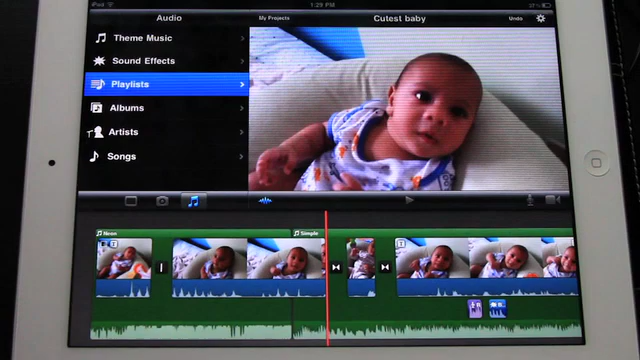 iPad
1:29 PM
Audio
My Projects
Cutest baby
Undo
Theme Music
Sound Effects
Playlists
Albums
Artists
Songs
Neon
Simple
T
T